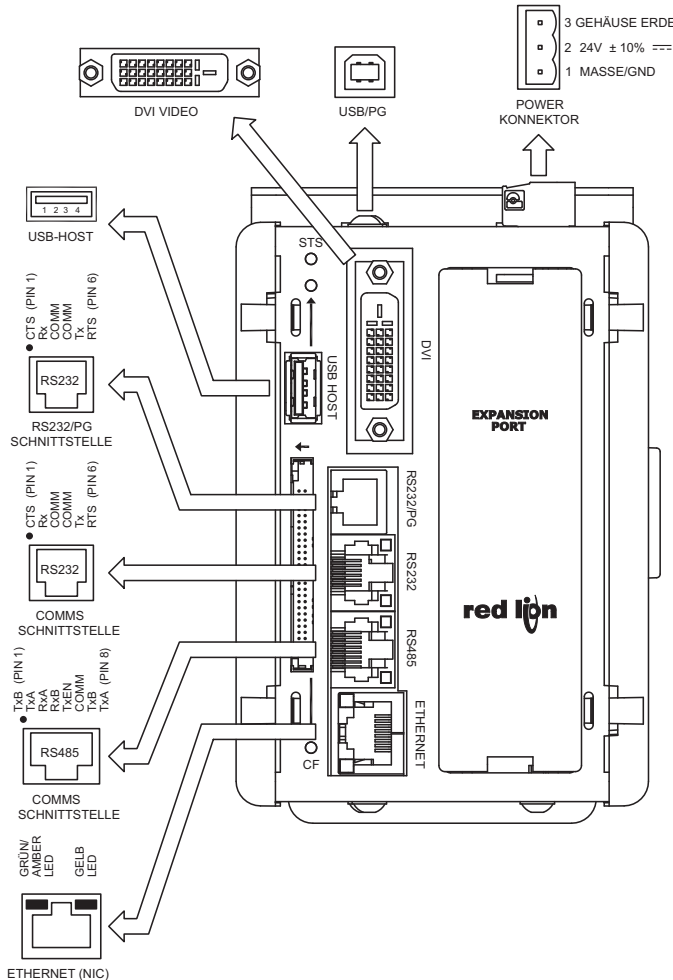 3 GEHÄUSE ERDE
2 24V ± 10%
1 MASSE/GND
POWER
KONNEKTOR
DVI VIDEO
USB/PG
1 2 3 4
USB-HOST
STS
USB HOST
DVI
EXPANSION
PORT
CTS (PIN 1)
Rx
COMM
COMM
Tx
RTS (PIN 6)
RS232
RS232/PG
SCHNITTSTELLE
RS232/PG
CTS (PIN 1)
Rx
COMM
COMM
Tx
RTS (PIN 6)
RS232
COMMS
SCHNITTSTELLE
RS232
red lion
TxB (PIN 1)
TxA
RxA
RxB
TxEN
COMM
TxB
TxA (PIN 8)
RS485
COMMS
SCHNITTSTELLE
RS485
ETHERNET
CF
GRÜN/
AMBER
LED
GELB
LED
ETHERNET (NIC)